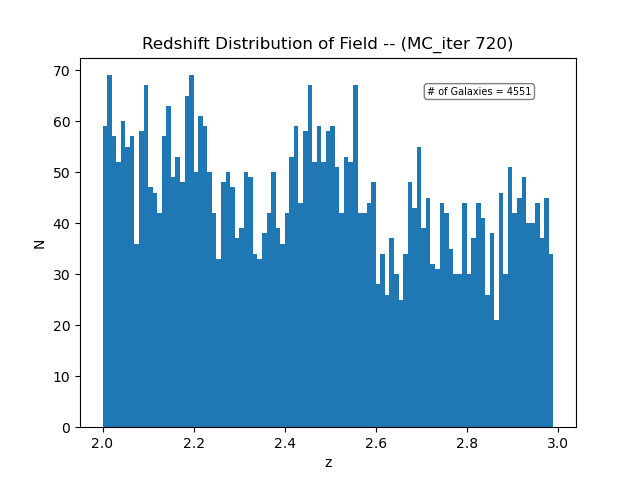 Redshift Distribution of Field -- (MC_iter 720)
# of Galaxies = 4551
70
60
50
40
30
20
10
0
N
2.0 2.2 2.4 2.6 2.8 3.0
z